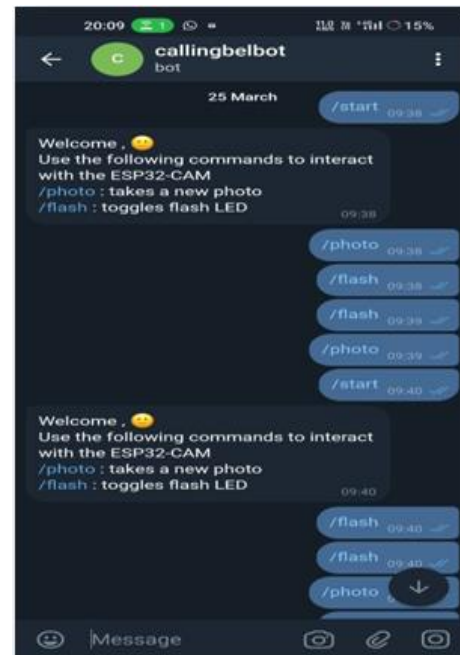 20:09 1 15%
C
callingbelbot
bot
25 March
/start 09:38
Welcome , 🙂
Use the following commands to interact
with the ESP32-CAM
/photo : takes a new photo
/flash : toggles flash LED
09:38
/photo 09:38
/flash 09:38
/flash 09:39
/photo 09:39
/start 09:40
Welcome , 🙂
Use the following commands to interact
with the ESP32-CAM
/photo : takes a new photo
/flash : toggles flash LED
09:40
/flash 09:40
/flash 09:40
/photo
Message